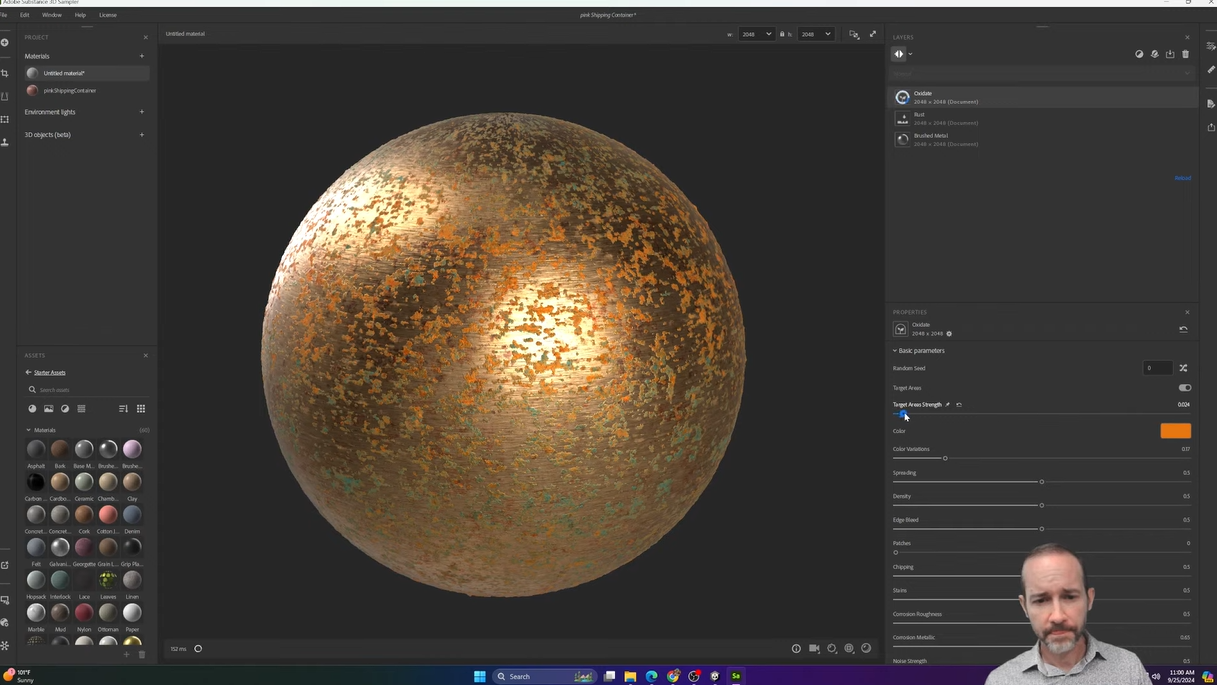 Adobe Substance 3D Sampler
File Edit Window Help License
pink Shipping Container*
PROJECT
Untitled material
w: 2048 h: 2048
LAYERS
Materials
Untitled material*
pinkShippingContainer
Environment lights
3D objects (beta)
Oxidate
2048 x 2048 (Document)
Rust
2048 x 2048 (Document)
Brushed Metal
2048 x 2048 (Document)
Reload
PROPERTIES
Oxidate
2048 x 2048
Basic parameters
Random Seed 0
Target Areas
Target Areas Strength 0.024
Color
Color Variations 0.17
Spreading 0.5
Density 0.5
Edge Bleed 0.5
Patches 0
Chipping 0.5
Stains 0.5
Corrosion Roughness 0.5
Corrosion Metallic 0.65
Noise Strength 0.5
ASSETS
Starter Assets
Search assets
Materials (60)
Asphalt Bark Base M... Brushe... Brushe...
Carbon ... Cardbo... Ceramic Chamb... Clay
Concret... Concret... Cork Cotton J... Denim
Felt Galvani... Georgette Grain L... Grip Pla...
Hopsack Interlock Lace Leaves Linen
Marble Mud Nylon Ottoman Paper
152 ms
101°F
Sunny
Search
Sa
11:00 AM
9/25/2024